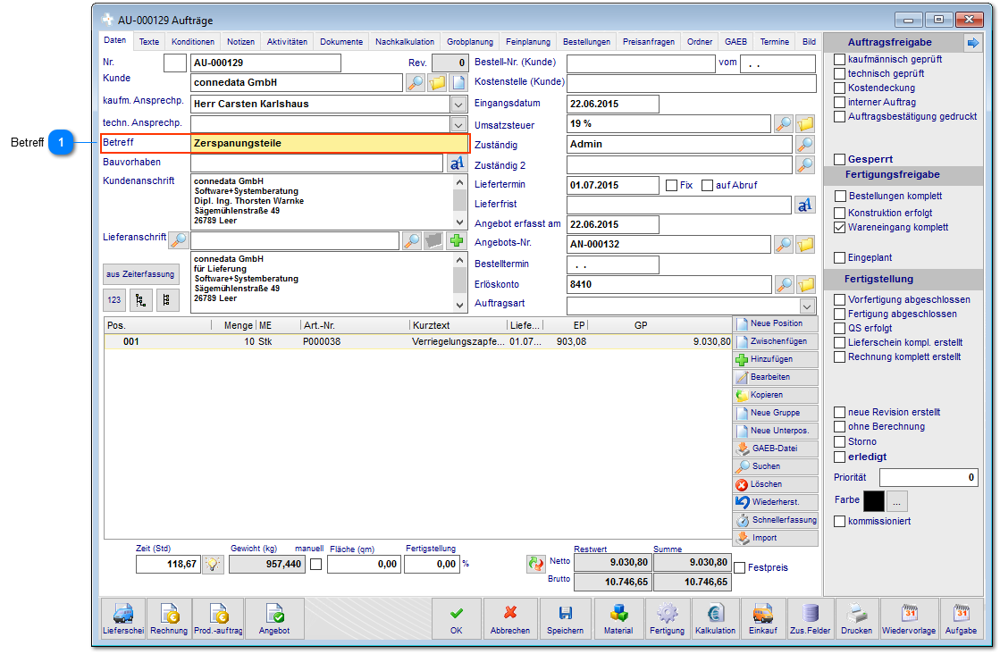 AU-000129 Aufträge
Daten Texte Konditionen Notizen Aktivitäten Dokumente Nachkalkulation Grobplanung Feinplanung Bestellungen Preisanfragen Ordner GAEB Termine Bild
Nr. AU-000129 Rev. 0
Kunde connedata GmbH
kaufm. Ansprechp. Herr Carsten Karlshaus
techn. Ansprechp.
Betreff 1
Betreff Zerspanungsteile
Bauvorhaben
Kundenanschrift connedata GmbH
Software+Systemberatung
Dipl. Ing. Thorsten Warnke
Sägemühlenstraße 49
26789 Leer
Lieferanschrift
connedata GmbH
für Lieferung
Software+Systemberatung
Sägemühlenstraße 49
26789 Leer
aus Zeiterfassung
123
Bestell-Nr. (Kunde) vom . .
Kostenstelle (Kunde)
Eingangsdatum 22.06.2015
Umsatzsteuer 19 %
Zuständig Admin
Zuständig 2
Liefertermin 01.07.2015 Fix auf Abruf
Lieferfrist
Angebot erfasst am 22.06.2015
Angebots-Nr. AN-000132
Bestelltermin . .
Erlöskonto 8410
Auftragsart
Pos. Menge ME Art.-Nr. Kurztext Liefe... EP GP
001 10 Stk P000038 Verriegelungszapfe... 01.07... 903,08 9.030,80
Neue Position
Zwischenfügen
Hinzufügen
Bearbeiten
Kopieren
Neue Gruppe
Neue Unterpos.
GAEB-Datei
Suchen
Löschen
Wiederherst.
Schnellerfassung
Import
Zeit (Std) Gewicht (kg) manuell Fläche (qm) Fertigstellung Restwert Summe
118,67 957,440 0,00 0,00 % Netto 9.030,80 9.030,80 Festpreis
Brutto 10.746,65 10.746,65
Auftragsfreigabe
kaufmännisch geprüft
technisch geprüft
Kostendeckung
interner Auftrag
Auftragsbestätigung gedruckt
Gesperrt
Fertigungsfreigabe
Bestellungen komplett
Konstruktion erfolgt
Wareneingang komplett
Eingeplant
Fertigstellung
Vorfertigung abgeschlossen
Fertigung abgeschlossen
QS erfolgt
Lieferschein kompl. erstellt
Rechnung komplett erstellt
neue Revision erstellt
ohne Berechnung
Storno
erledigt
Priorität 0
Farbe ...
kommissioniert
Lieferschei Rechnung Prod.-auftrag Angebot OK Abbrechen Speichern Material Fertigung Kalkulation Einkauf Zus.Felder Drucken Wiedervorlage Aufgabe